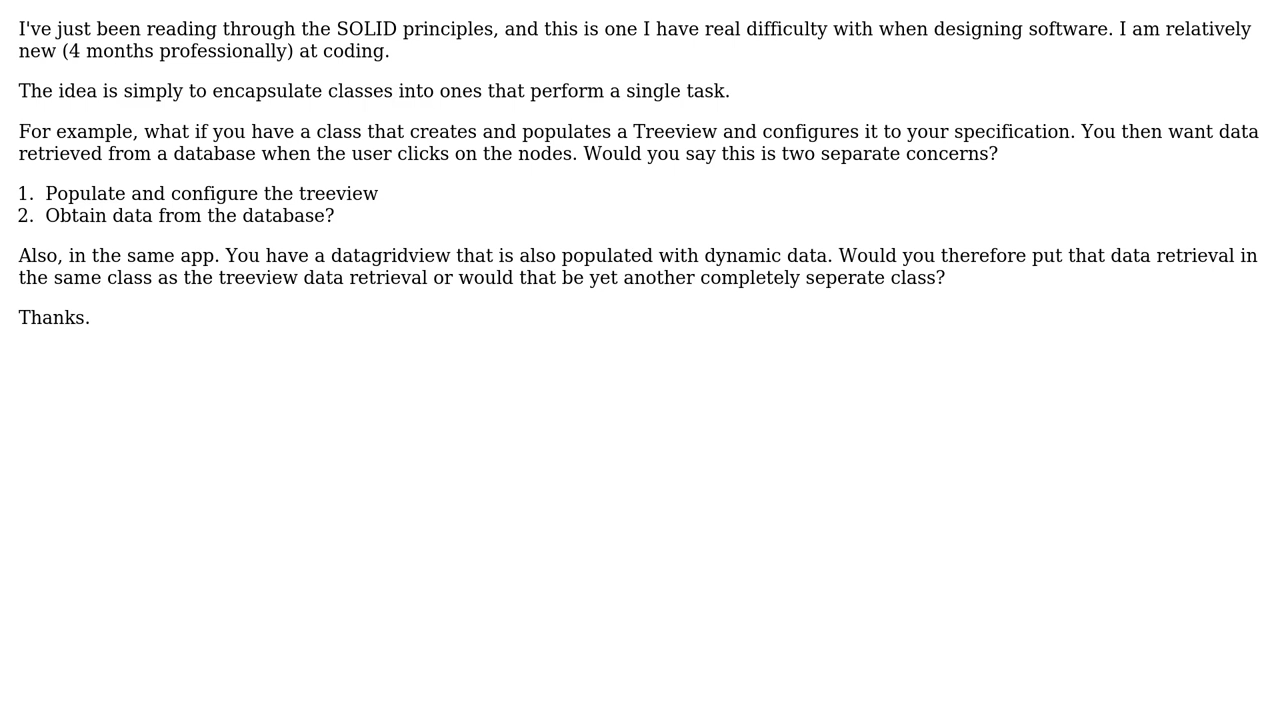 I've just been reading through the SOLID principles, and this is one I have real difficulty with when designing software. I am relatively
new (4 months professionally) at coding.
The idea is simply to encapsulate classes into ones that perform a single task.
For example, what if you have a class that creates and populates a Treeview and configures it to your specification. You then want data
retrieved from a database when the user clicks on the nodes. Would you say this is two separate concerns?
1. Populate and configure the treeview
2. Obtain data from the database?
Also, in the same app. You have a datagridview that is also populated with dynamic data. Would you therefore put that data retrieval in
the same class as the treeview data retrieval or would that be yet another completely seperate class?
Thanks.